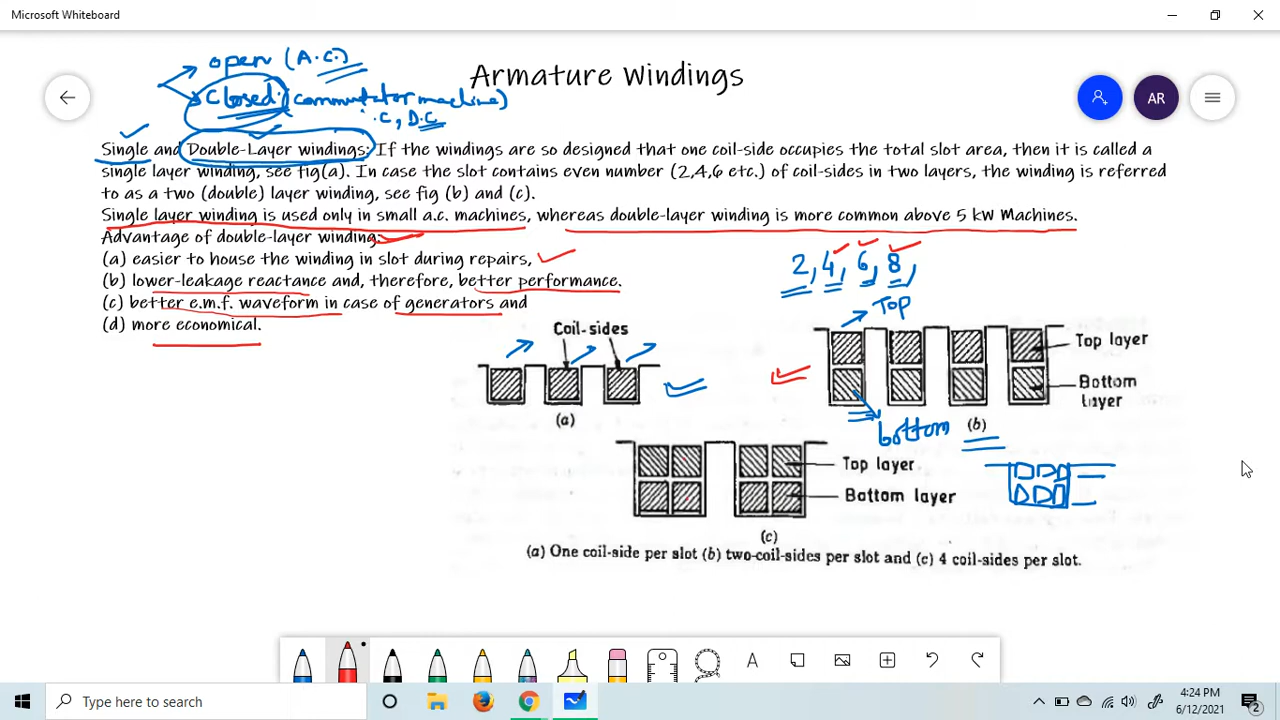 Microsoft Whiteboard
open (A.C.)
Closed. (commutator machine)
.C, D.C
Armature Windings
AR
Single and Double-Layer windings: If the windings are so designed that one coil-side occupies the total slot area, then it is called a
single layer winding, see fig(a). In case the slot contains even number (2,4,6 etc.) of coil-sides in two layers, the winding is referred
to as a two (double) layer winding, see fig (b) and (c).
Single layer winding is used only in small a.c. machines, whereas double-layer winding is more common above 5 kW Machines.
Advantage of double-layer winding:
(a) easier to house the winding in slot during repairs,
(b) lower-leakage reactance and, therefore, better performance.
(c) better e.m.f. waveform in case of generators and
(d) more economical.
2, 4, 6, 8,
Top
Coil-sides
Top layer
Bottom
layer
(a)
bottom
(b)
Top layer
Bottom layer
(c)
(a) One coil-side per slot (b) two-coil-sides per slot and (c) 4 coil-sides per slot.
A
Type here to search
4:24 PM
6/12/2021
2